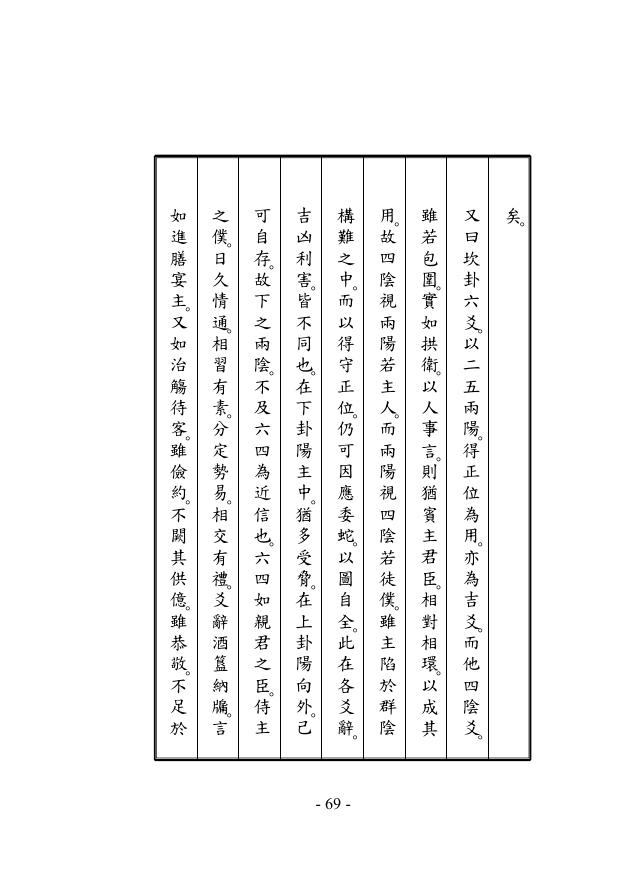 矣。
又曰坎卦六爻。以二五兩陽。得正位為用。亦為吉爻。而他四陰爻。
雖若包圍。實如拱衛。以人事言。則猶賓主君臣。相對相環。以成其
用。故四陰視兩陽若主人。而兩陽視四陰若徒僕。雖主陷於群陰
構難之中。而以得守正位。仍可因應委蛇。以圖自全。此在各爻辭。
吉凶利害。皆不同也。在下卦陽主中。猶多受脅。在上卦陽向外。己
可自存。故下之兩陰。不及六四為近信也。六四如親君之臣。侍主
之僕。日久情通。相習有素。分定勢易。相交有禮。爻辭酒簋納牖。言
如進膳宴主。又如治觴待客。雖儉約。不闕其供億。雖恭敬。不足於
- 69 -